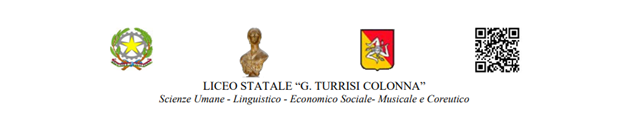 LICEO STATALE “G. TURRISI COLONNA”
Scienze Umane - Linguistico - Economico Sociale- Musicale e Coreutico